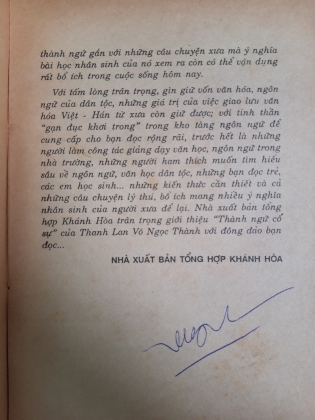 thành ngữ gắn với những câu chuyện xưa mà ý nghĩa
bài học nhân sinh của nó xem ra còn có thể vận dụng
rất bổ ích trong cuộc sống hôm nay.
Với tấm lòng trân trọng, gìn giữ vốn văn hóa, ngôn
ngữ của dân tộc, những giá trị của việc giao lưu văn
hóa Việt - Hán từ xưa còn giữ được; với tinh thần
"gạn đục khơi trong" trong kho tàng ngôn ngữ để
cung cấp cho bạn đọc rộng rãi, trước hết là những
người làm công tác giảng dạy văn học, ngôn ngữ trong
nhà trường, những người ham thích muốn tìm hiểu
sâu về ngôn ngữ, văn học dân tộc, những bạn đọc trẻ,
các em học sinh... những kiến thức cần thiết và cả
những câu chuyện lý thú, bổ ích mang nhiều ý nghĩa
nhân sinh của người xưa để lại. Nhà xuất bản tổng
hợp Khánh Hòa trân trọng giới thiệu "Thành ngữ cố
sự" của Thanh Lan Võ Ngọc Thành với đông đảo bạn
đọc...
NHÀ XUẤT BẢN TỔNG HỢP KHÁNH HÒA